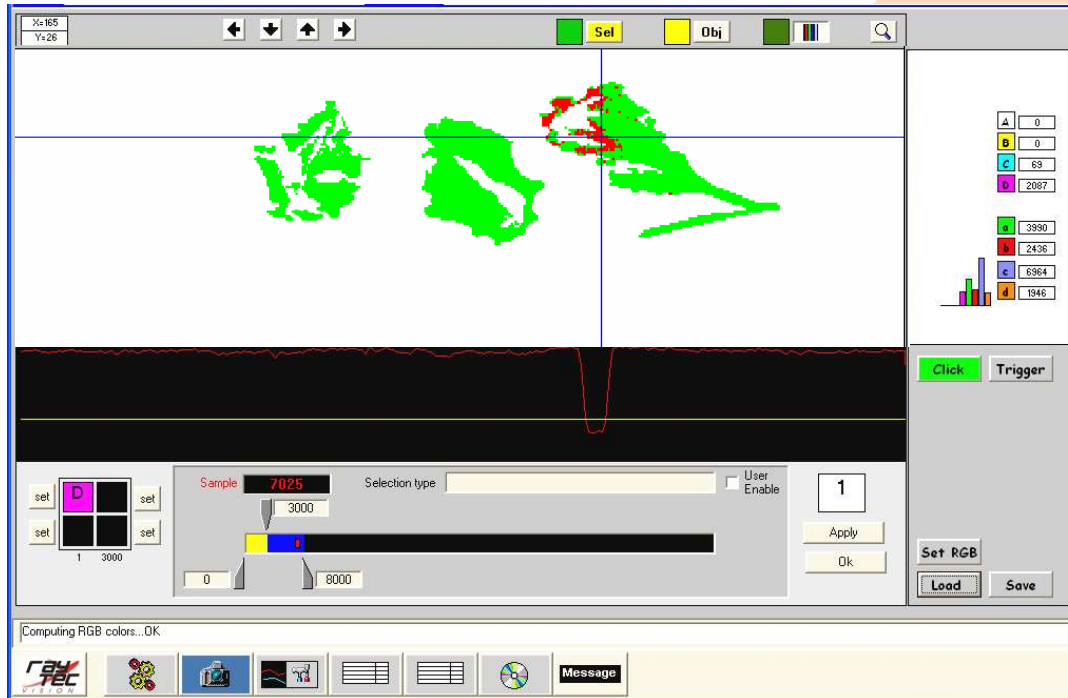 X=165
Y=26
Sel
Obj
A 0
B 0
C 69
D 2087
a 3990
b 2436
c 6964
d 1946
Click Trigger
Sample 7025 Selection type User Enable
set D set
3000
1
set set
Apply
1 3000
Ok
0 8000
Set RGB
Load Save
Computing RGB colors...OK
ray tec
VISION
Message